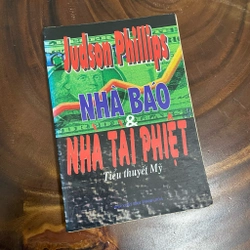 Judson Phillips
NHÀ BÁO
&
NHÀ TÀI PHIỆT
Tiểu thuyết Mỹ